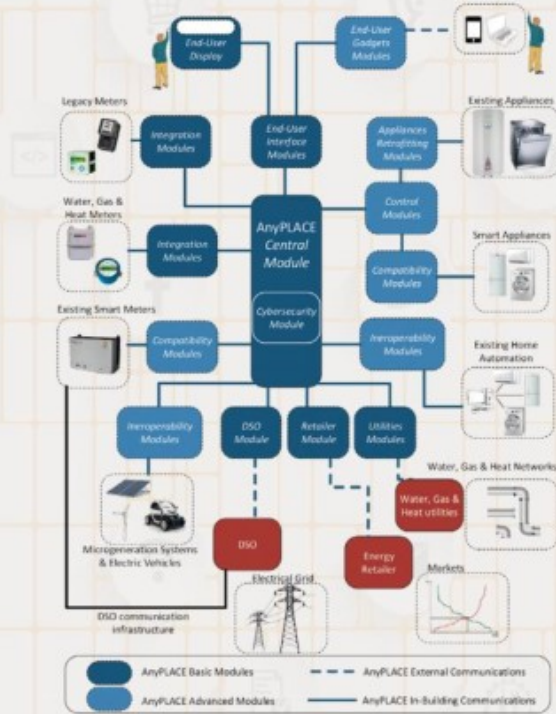 End-User
Display
End-User
Gadgets
Modules
Legacy Meters
Existing Appliances
Integration
Modules
End-User
Interface
Modules
Appliances
Retrofitting
Modules
Water, Gas &
Heat Meters
AnyPLACE
Central
Module
Control
Modules
Integration
Modules
Smart Appliances
Compatibility
Modules
Cybersecurity
Module
Existing Smart Meters
Compatibility
Modules
Ineroperability
Modules
Existing Home
Automation
Ineroperability
Modules
DSO
Module
Retailer
Module
Utilities
Modules
Water, Gas & Heat Networks
Water, Gas &
Heat utilities
DSO
Energy
Retailer
Microgeneration Systems
& Electric Vehicles
Electrical Grid
Markets
DSO communication
infrastructure
AnyPLACE Basic Modules
AnyPLACE External Communications
AnyPLACE Advanced Modules
AnyPLACE In-Building Communications